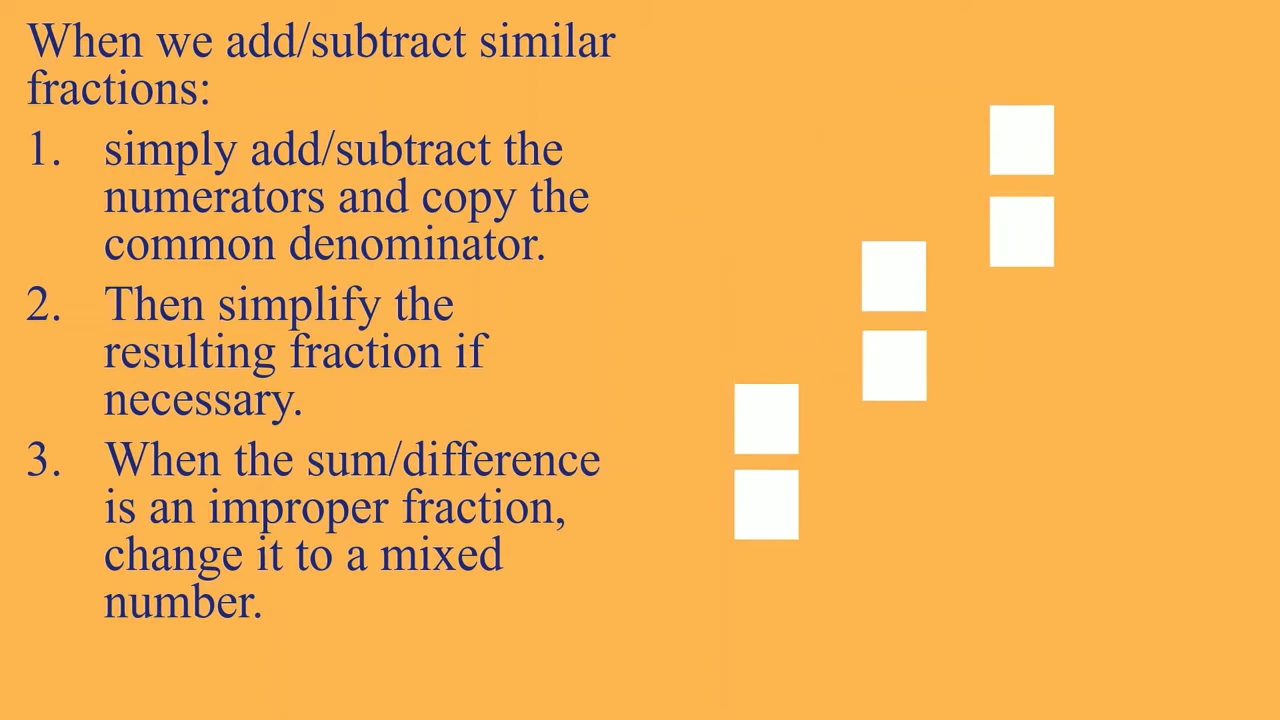 When we add/subtract similar
fractions:
1. simply add/subtract the
numerators and copy the
common denominator.
2. Then simplify the
resulting fraction if
necessary.
3. When the sum/difference
is an improper fraction,
change it to a mixed
number.